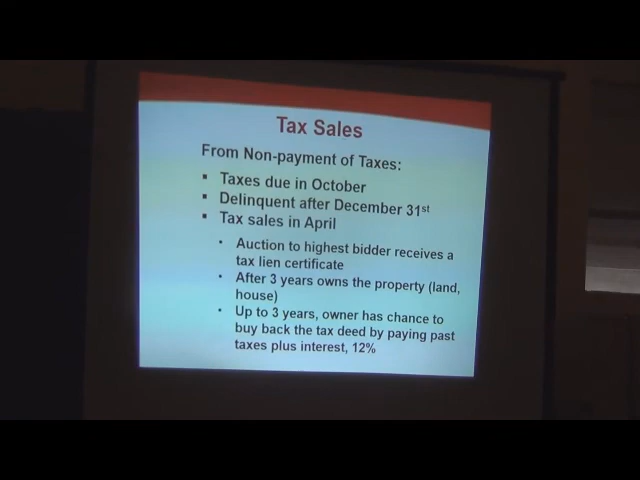 Tax Sales
From Non-payment of Taxes:
▪ Taxes due in October
▪ Delinquent after December 31st
▪ Tax sales in April
• Auction to highest bidder receives a
tax lien certificate
• After 3 years owns the property (land,
house)
• Up to 3 years, owner has chance to
buy back the tax deed by paying past
taxes plus interest, 12%